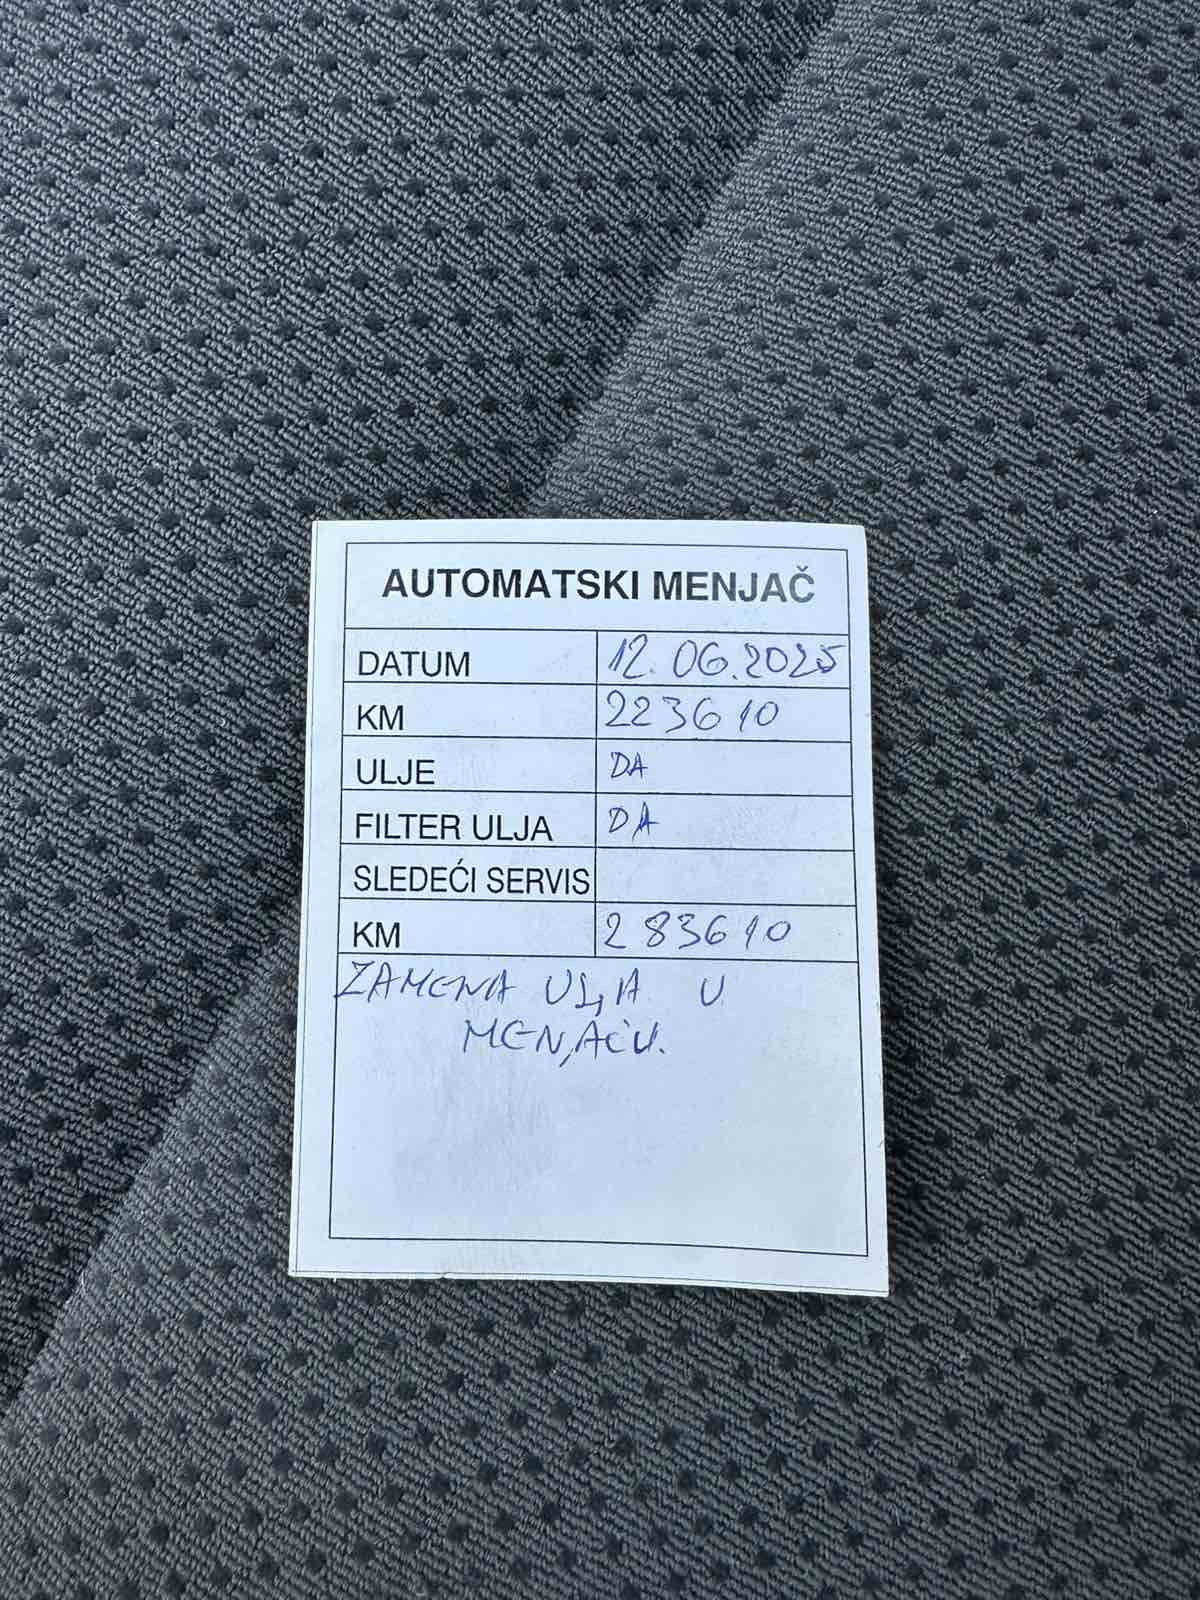 AUTOMATSKI MENJAČ
DATUM 12.06.2025
KM 223610
ULJE DA
FILTER ULJA DA
SLEDEĆI SERVIS
KM 283610
ZAMENA ULJA U
MENJAČU.